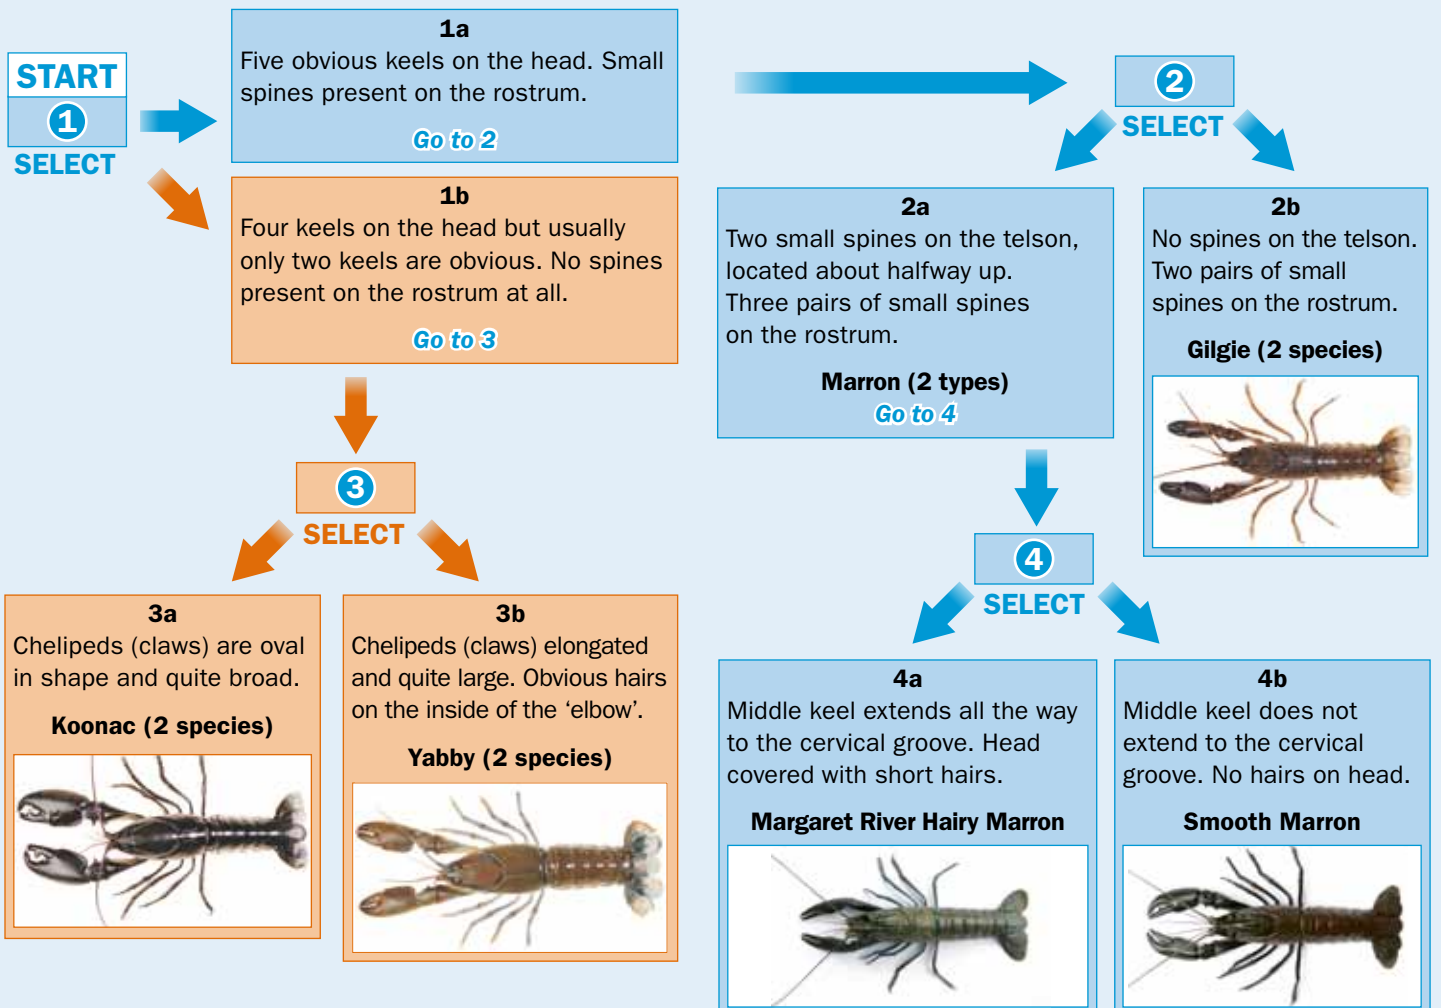 START
1
SELECT
1a
Five obvious keels on the head. Small
spines present on the rostrum.
Go to 2
1b
Four keels on the head but usually
only two keels are obvious. No spines
present on the rostrum at all.
Go to 3
2
SELECT
2a
Two small spines on the telson,
located about halfway up.
Three pairs of small spines
on the rostrum.
Marron (2 types)
Go to 4
2b
No spines on the telson.
Two pairs of small
spines on the rostrum.
Gilgie (2 species)
3
SELECT
3a
Chelipeds (claws) are oval
in shape and quite broad.
Koonac (2 species)
3b
Chelipeds (claws) elongated
and quite large. Obvious hairs
on the inside of the ‘elbow’.
Yabby (2 species)
4
SELECT
4a
Middle keel extends all the way
to the cervical groove. Head
covered with short hairs.
Margaret River Hairy Marron
4b
Middle keel does not
extend to the cervical
groove. No hairs on head.
Smooth Marron